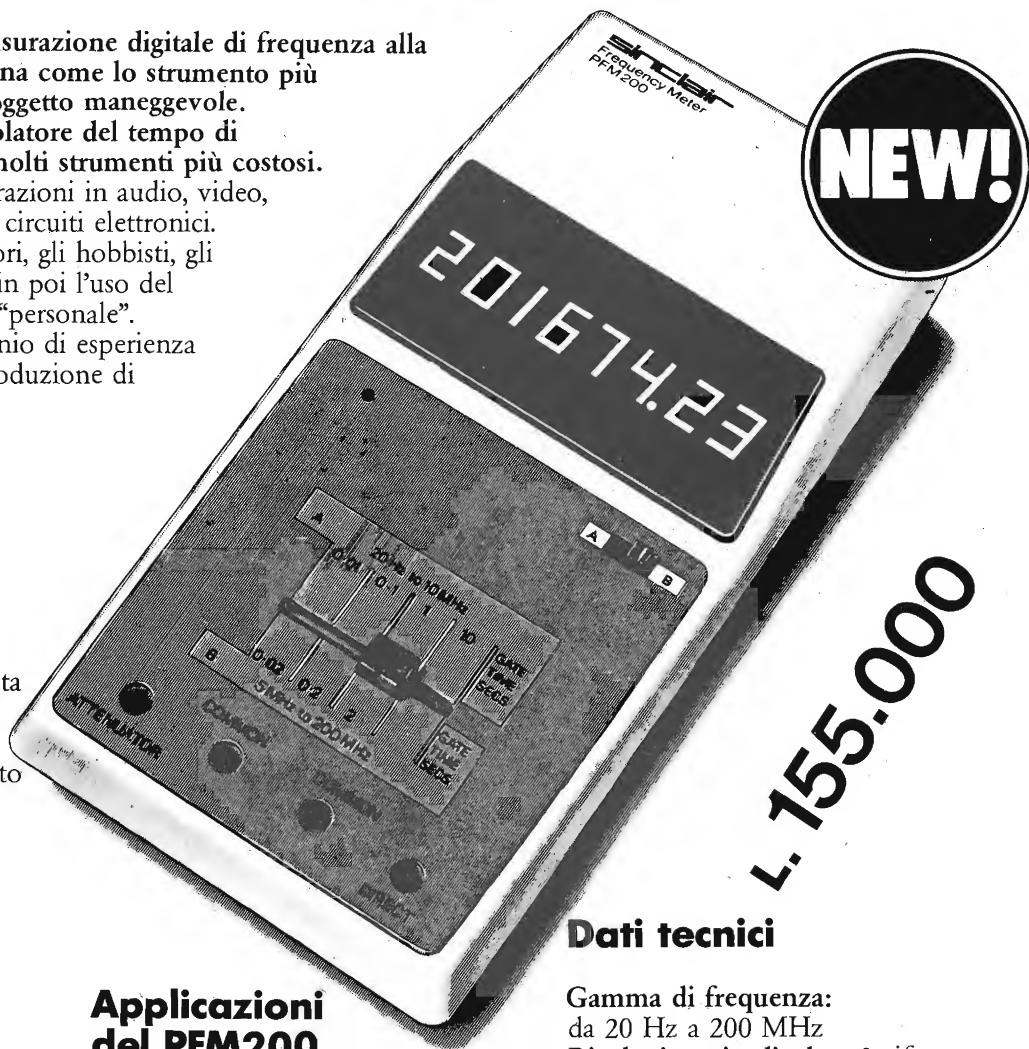 surazione digitale di frequenza alla
na come lo strumento più
oggetto maneggevole.
olatore del tempo di
molti strumenti più costosi.
razioni in audio, video,
circuiti elettronici.
ori, gli hobbisti, gli
in poi l'uso del
"personale".
nio di esperienza
oduzione di
ta
to
sinclair
Frequency Meter
PFM200
NEW!
201674.23
A
B
A
20Hz to 10MHz
0·01 0·1 1 10
GATE
TIME
SECS
B
0·02 0·2 2
5MHz to 200MHz
GATE
TIME
SECS
ATTENUATOR
COMMON
COMMON
DIRECT
L. 155.000
Applicazioni
del PFM200
Dati tecnici
Gamma di frequenza:
da 20 Hz a 200 MHz